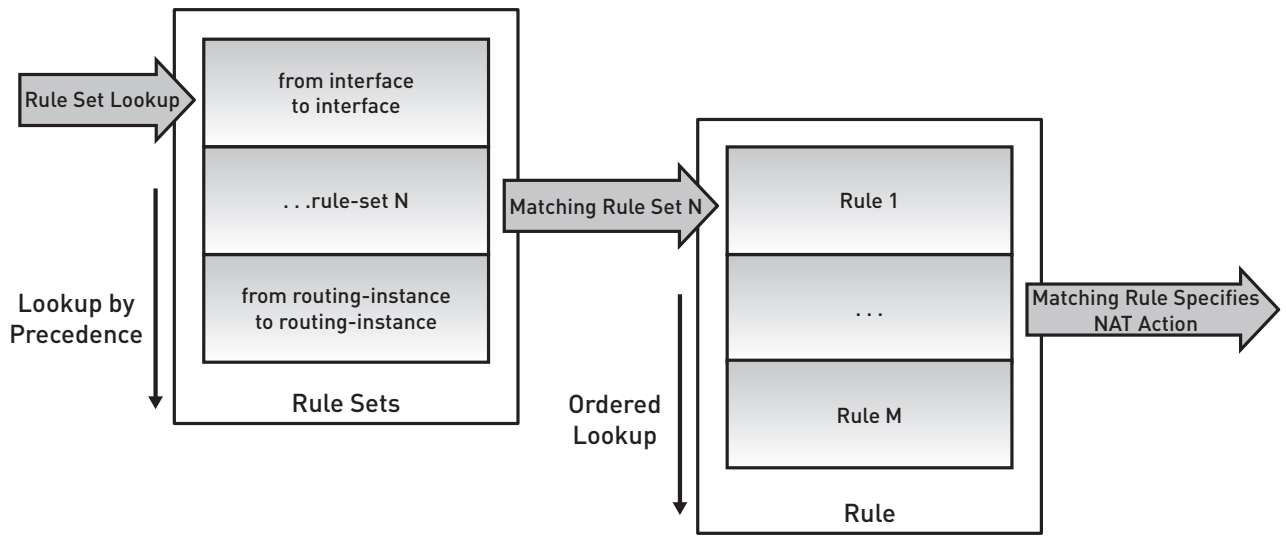 Rule Set Lookup
from interface
to interface
. . .rule-set N
from routing-instance
to routing-instance
Rule Sets
Lookup by
Precedence
Matching Rule Set N
Rule 1
. . .
Rule M
Rule
Ordered
Lookup
Matching Rule Specifies
NAT Action